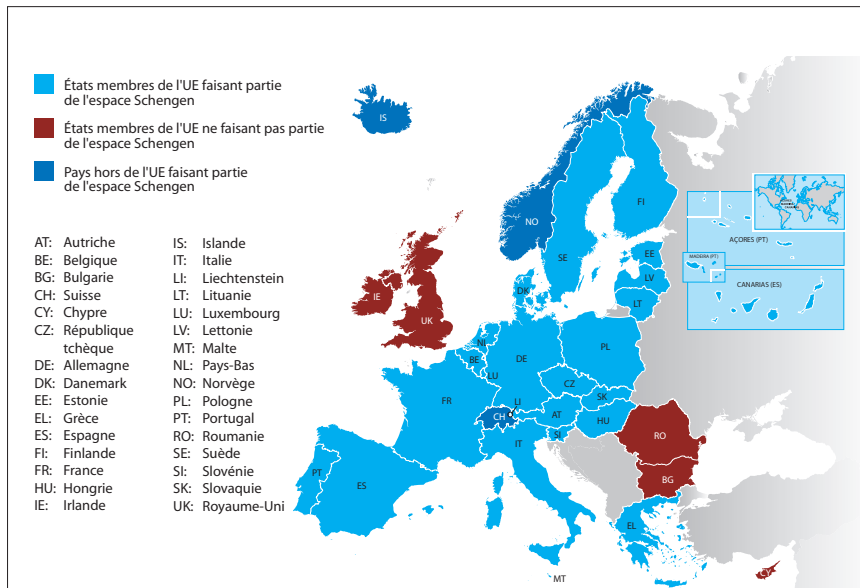 États membres de l'UE faisant partie
de l'espace Schengen
États membres de l'UE ne faisant pas partie
de l'espace Schengen
Pays hors de l'UE faisant partie
de l'espace Schengen
AT: Autriche
BE: Belgique
BG: Bulgarie
CH: Suisse
CY: Chypre
CZ: République
tchèque
DE: Allemagne
DK: Danemark
EE: Estonie
EL: Grèce
ES: Espagne
FI: Finlande
FR: France
HU: Hongrie
IE: Irlande
IS: Islande
IT: Italie
LI: Liechtenstein
LT: Lituanie
LU: Luxembourg
LV: Lettonie
MT: Malte
NL: Pays-Bas
NO: Norvège
PL: Pologne
PT: Portugal
RO: Roumanie
SE: Suède
SI: Slovénie
SK: Slovaquie
UK: Royaume-Uni
IS
NO
FI
SE
EE
LV
LT
DK
IE
UK
NL
BE
LU
DE
PL
CZ
SK
FR
CH
LI
AT
HU
SI
IT
RO
BG
PT
ES
EL
MT
CY
AÇORES (PT)
MADEIRA (PT)
CANARIAS (ES)